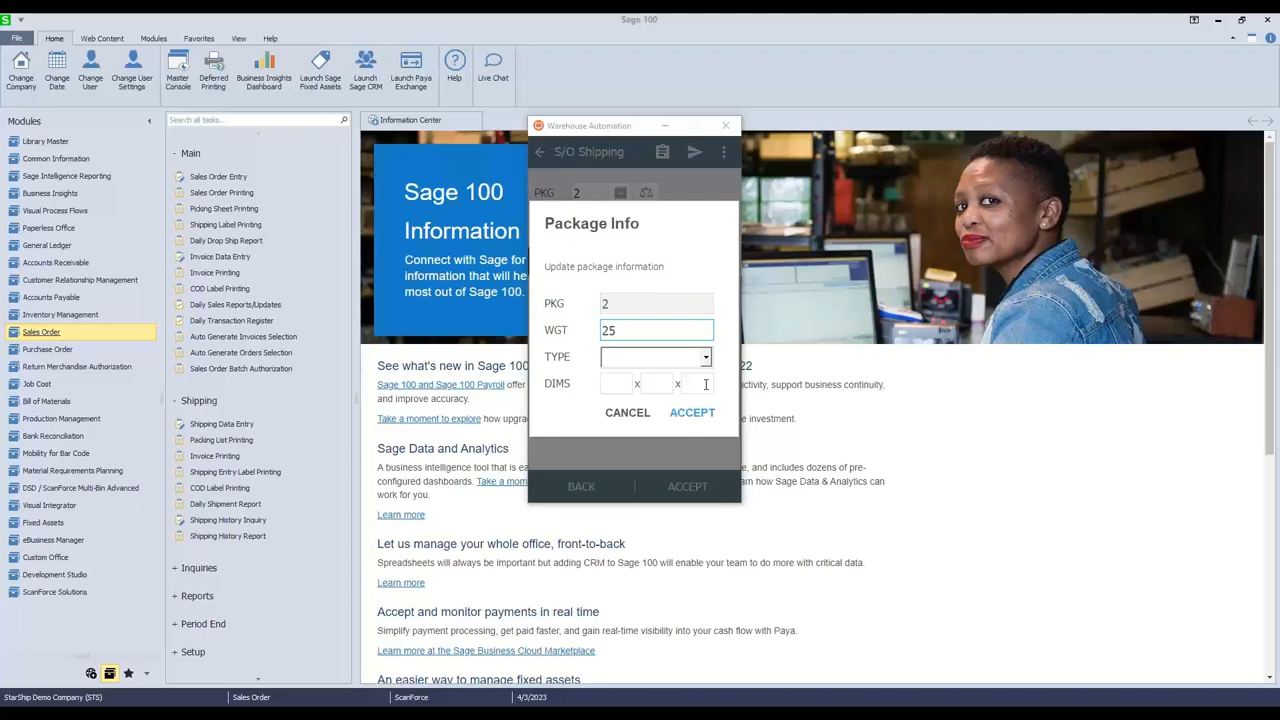 Sage 100
File Home Web Content Modules Favorites View Help
Change Company
Change Date
Change User
Change User Settings
Master Console
Deferred Printing
Business Insights Dashboard
Launch Sage Fixed Assets
Launch Sage CRM
Launch Paya Exchange
Help
Live Chat
Modules
Library Master
Common Information
Sage Intelligence Reporting
Business Insights
Visual Process Flows
Paperless Office
General Ledger
Accounts Receivable
Customer Relationship Management
Accounts Payable
Inventory Management
Sales Order
Purchase Order
Return Merchandise Authorization
Job Cost
Bill of Materials
Production Management
Bank Reconciliation
Mobility for Bar Code
Material Requirements Planning
DSD / ScanForce Multi-Bin Advanced
Visual Integrator
Fixed Assets
eBusiness Manager
Custom Office
Development Studio
ScanForce Solutions
Search all tasks...
- Main
Sales Order Entry
Sales Order Printing
Picking Sheet Printing
Shipping Label Printing
Daily Drop Ship Report
Invoice Data Entry
Invoice Printing
COD Label Printing
Daily Sales Reports/Updates
Daily Transaction Register
Auto Generate Invoices Selection
Auto Generate Orders Selection
Sales Order Batch Authorization
- Shipping
Shipping Data Entry
Packing List Printing
Invoice Printing
Shipping Entry Label Printing
COD Label Printing
Daily Shipment Report
Shipping History Inquiry
Shipping History Report
+ Inquiries
+ Reports
+ Period End
+ Setup
Information Center
Sage 100
Information
Connect with Sage for
information that will he
most out of Sage 100.
Warehouse Automation
S/O Shipping
PKG 2
Package Info
Update package information
PKG 2
WGT 25
TYPE
DIMS x x
CANCEL ACCEPT
BACK ACCEPT
See what's new in Sage 100 22
Sage 100 and Sage 100 Payroll offer ctivity, support business continuity,
and improve accuracy.
Take a moment to explore how upgra e investment.
Sage Data and Analytics
A business intelligence tool that is ea e, and includes dozens of pre-
configured dashboards. Take a mom rn how Sage Data & Analytics can
work for you.
Learn more
Let us manage your whole office, front-to-back
Spreadsheets will always be important but adding CRM to Sage 100 will enable your team to do more with critical data.
Learn more
Accept and monitor payments in real time
Simplify payment processing, get paid faster, and gain real-time visibility into your cash flow with Paya.
Learn more at the Sage Business Cloud Marketplace
An easier way to manage fixed assets
StarShip Demo Company (STS) Sales Order ScanForce 4/3/2023